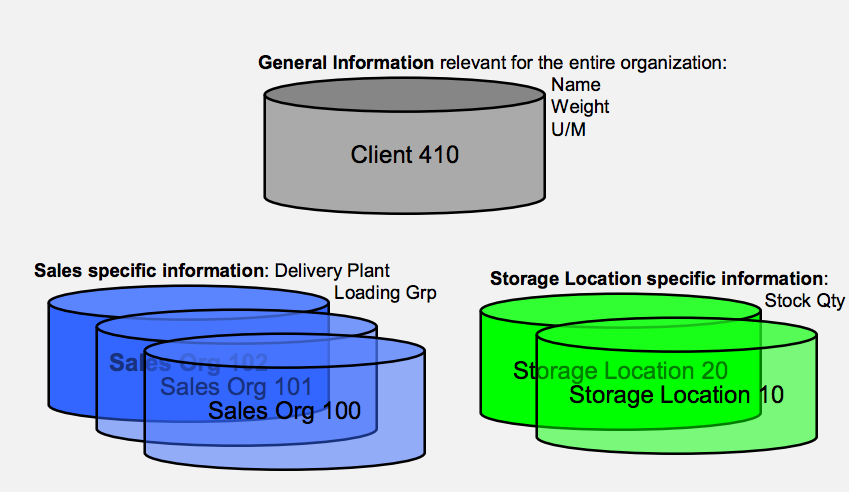 General Information relevant for the entire organization:
Name
Weight
U/M
Client 410
Sales specific information: Delivery Plant
Loading Grp
Sales Org 102
Sales Org 101
Sales Org 100
Storage Location specific information:
Stock Qty
Storage Location 20
Storage Location 10